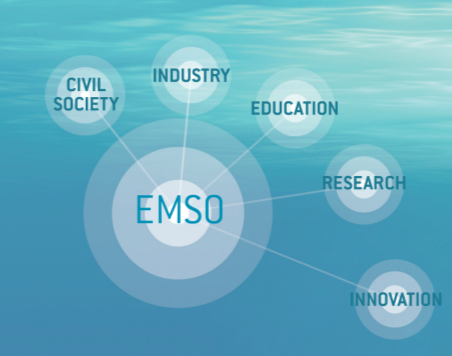 INDUSTRY
CIVIL
SOCIETY
EDUCATION
RESEARCH
EMSO
INNOVATION